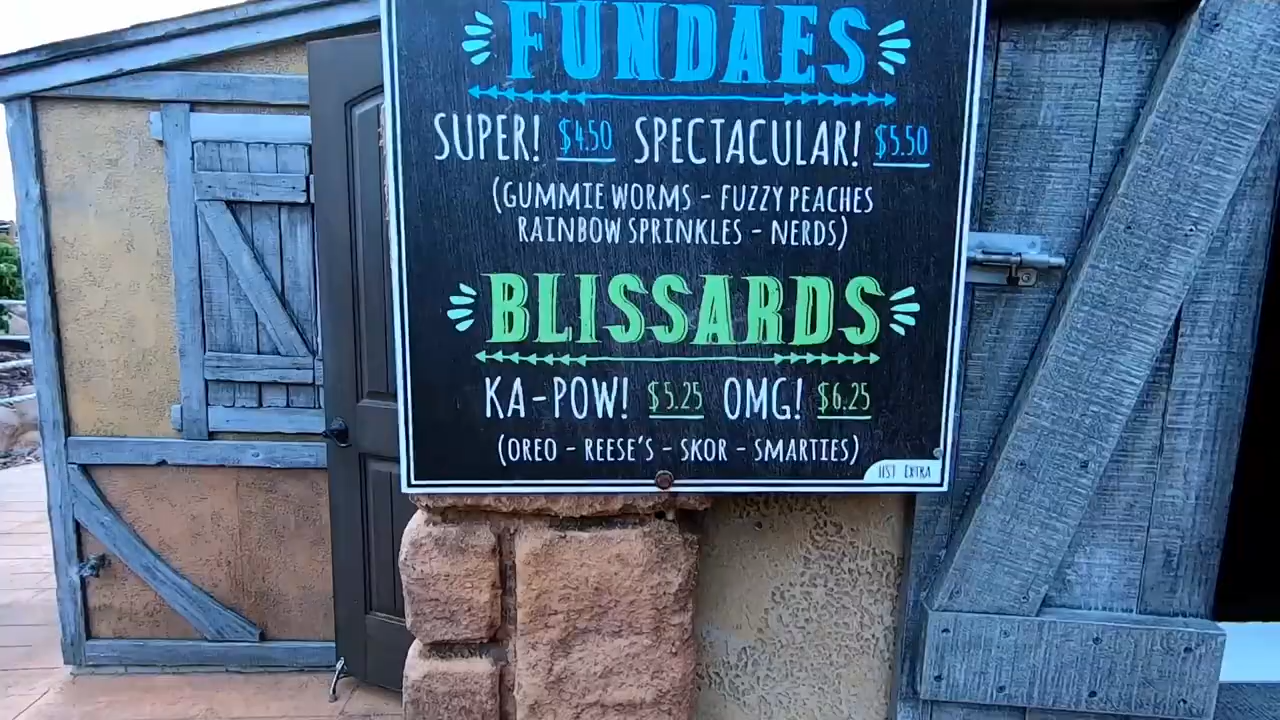 FUNDAES
SUPER! $4.50 SPECTACULAR! $5.50
(GUMMIE WORMS - FUZZY PEACHES
RAINBOW SPRINKLES - NERDS)
BLISSARDS
KA-POW! $5.25 OMG! $6.25
(OREO - REESE'S - SKOR - SMARTIES)
HST EXTRA